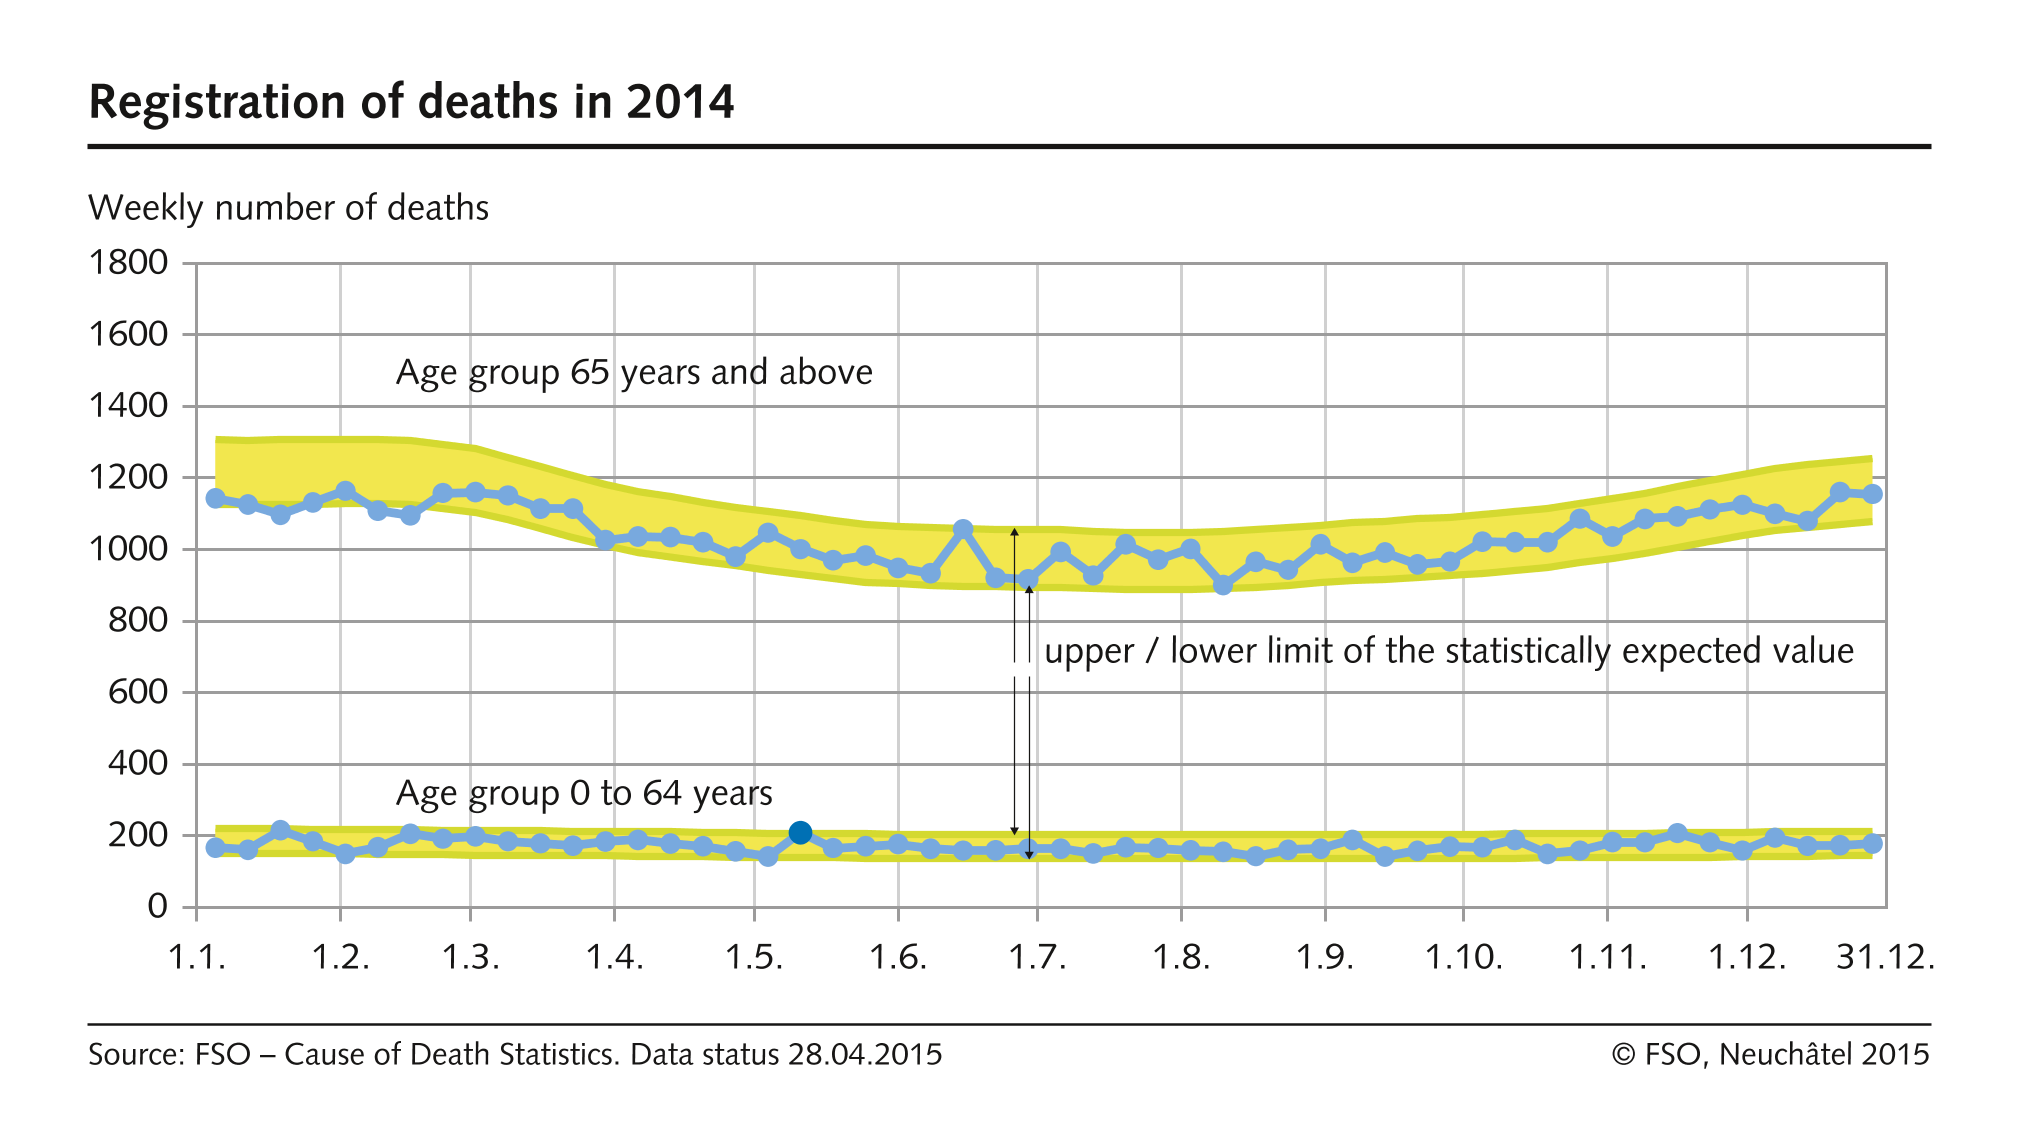 Registration of deaths in 2014
Weekly number of deaths
1800
1600
Age group 65 years and above
1400
1200
1000
800
upper / lower limit of the statistically expected value
600
400
Age group 0 to 64 years
200
0
1.1. 1.2. 1.3. 1.4. 1.5. 1.6. 1.7. 1.8. 1.9. 1.10. 1.11. 1.12. 31.12.
Source: FSO – Cause of Death Statistics. Data status 28.04.2015
© FSO, Neuchâtel 2015